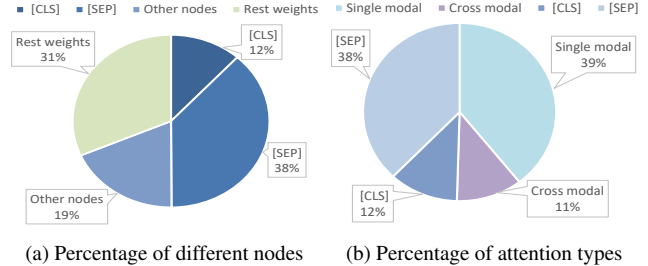 [CLS] [SEP] Other nodes Rest weights
Single modal Cross modal [CLS] [SEP]
Rest weights
31%
[CLS]
12%
[SEP]
38%
Other nodes
19%
[SEP]
38%
Single modal
39%
[CLS]
12%
Cross modal
11%
(a) Percentage of different nodes
(b) Percentage of attention types